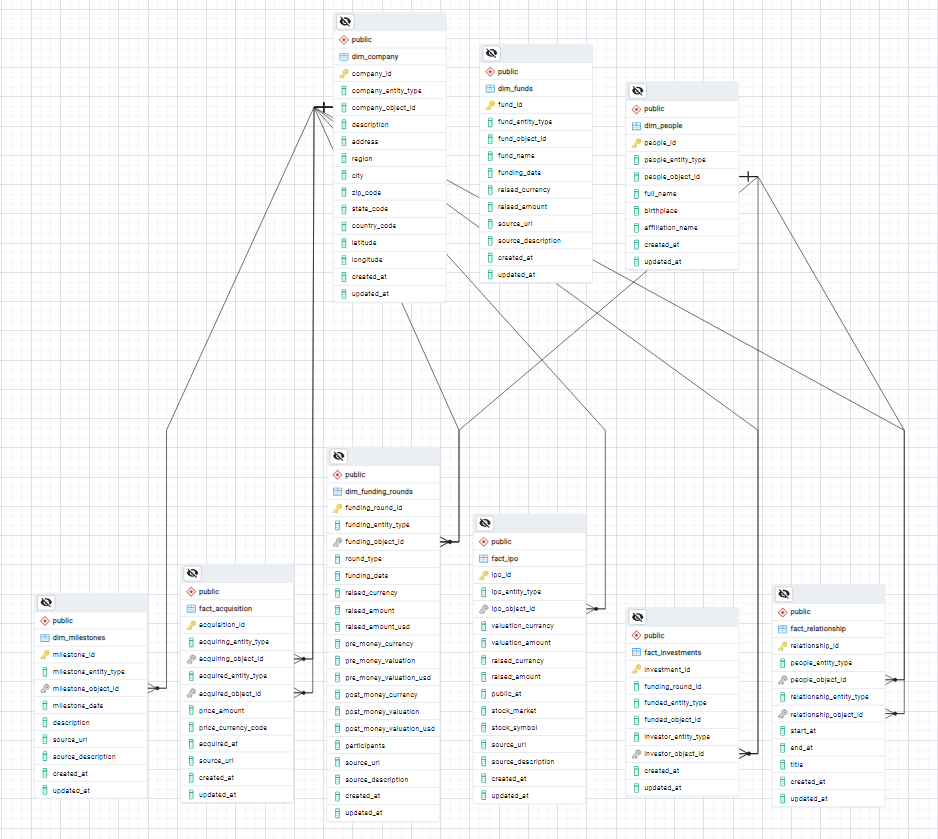 public
dim_company
company_id
company_entity_type
company_object_id
description
address
region
city
zip_code
state_code
country_code
latitude
longitude
created_at
updated_at
public
dim_funds
fund_id
fund_entity_type
fund_object_id
fund_name
funding_date
raised_currency
raised_amount
source_url
source_description
created_at
updated_at
public
dim_people
people_id
people_entity_type
people_object_id
full_name
birthplace
affiliation_name
created_at
updated_at
public
dim_milestones
milestone_id
milestone_entity_type
milestone_object_id
milestone_date
description
source_url
source_description
created_at
updated_at
public
fact_acquisition
acquisition_id
acquiring_entity_type
acquiring_object_id
acquired_entity_type
acquired_object_id
price_amount
price_currency_code
acquired_at
source_url
created_at
updated_at
public
dim_funding_rounds
funding_round_id
funding_entity_type
funding_object_id
round_type
funding_date
raised_currency
raised_amount
raised_amount_usd
pre_money_currency
pre_money_valuation
pre_money_valuation_usd
post_money_currency
post_money_valuation
post_money_valuation_usd
participants
source_url
source_description
created_at
updated_at
public
fact_ipo
ipo_id
ipo_entity_type
ipo_object_id
valuation_currency
valuation_amount
raised_currency
raised_amount
public_at
stock_market
stock_symbol
source_url
source_description
created_at
updated_at
public
fact_investments
investment_id
funding_round_id
funded_entity_type
funded_object_id
investor_entity_type
investor_object_id
created_at
updated_at
public
fact_relationship
relationship_id
people_entity_type
people_object_id
relationship_entity_type
relationship_object_id
start_at
end_at
title
created_at
updated_at